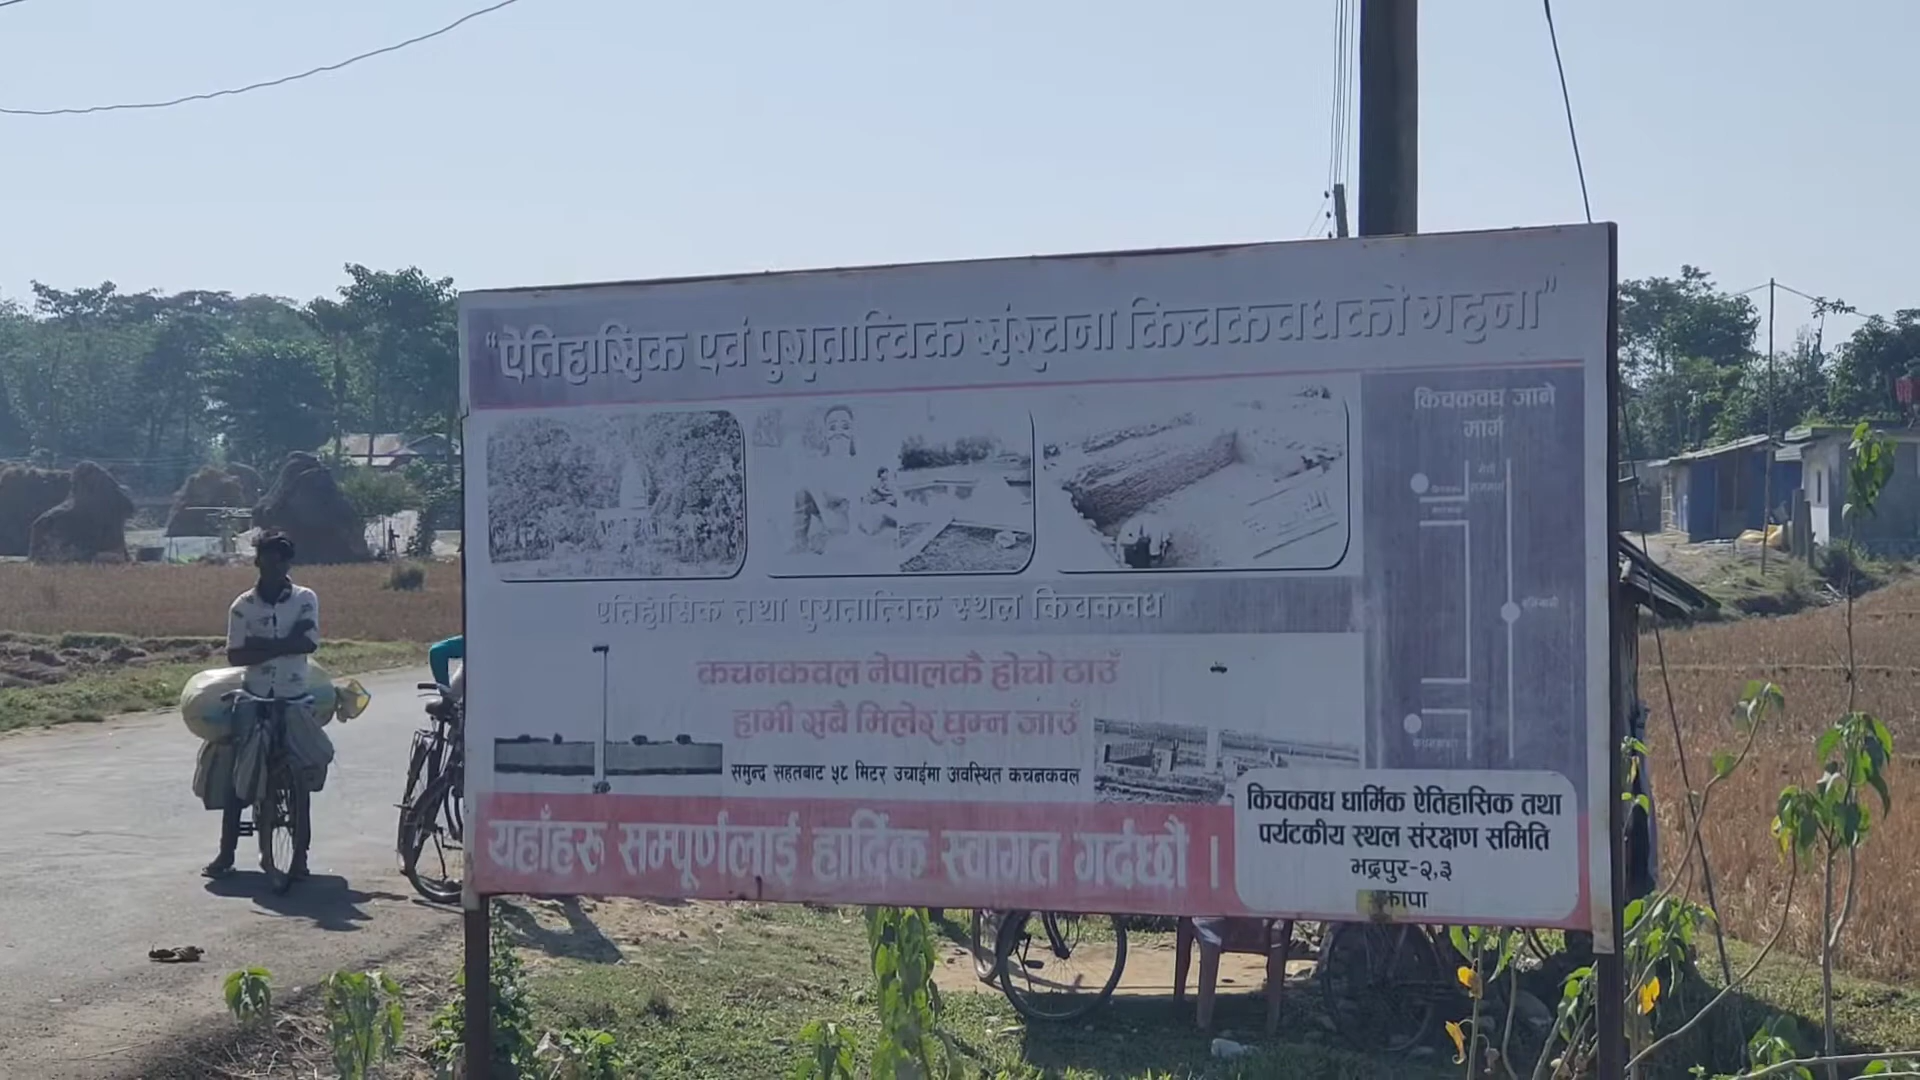 "ऐतिहासिक एवं पुरातात्विक संरचना किचकवधको गहना"
किचकवध जाने
मार्ग
ऐतिहासिक तथा पुरातात्विक स्थल किचकवध
कचनकवल नेपालकै होचो ठाउँ
हामी सबै मिलेर घुम्न जाउँ
समुन्द्र सहतबाट ५८ मिटर उचाईमा अवस्थित कचनकवल
यहाँहरु सम्पूर्णलाई हार्दिक स्वागत गर्दछौं ।
किचकवध धार्मिक ऐतिहासिक तथा
पर्यटकीय स्थल संरक्षण समिति
भद्रपुर-२,३
झापा